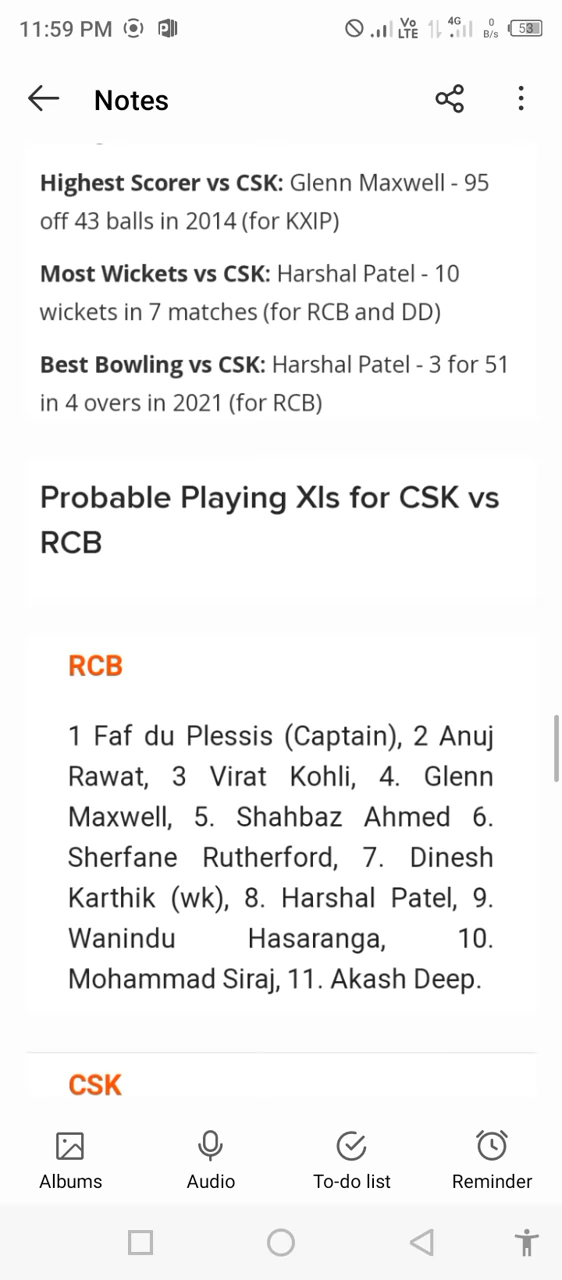 11:59 PM Vo LTE 4G 0 B/s 53
Notes
Highest Scorer vs CSK: Glenn Maxwell - 95
off 43 balls in 2014 (for KXIP)
Most Wickets vs CSK: Harshal Patel - 10
wickets in 7 matches (for RCB and DD)
Best Bowling vs CSK: Harshal Patel - 3 for 51
in 4 overs in 2021 (for RCB)
Probable Playing XIs for CSK vs
RCB
RCB
1 Faf du Plessis (Captain), 2 Anuj
Rawat, 3 Virat Kohli, 4. Glenn
Maxwell, 5. Shahbaz Ahmed 6.
Sherfane Rutherford, 7. Dinesh
Karthik (wk), 8. Harshal Patel, 9.
Wanindu Hasaranga, 10.
Mohammad Siraj, 11. Akash Deep.
CSK
Albums Audio To-do list Reminder